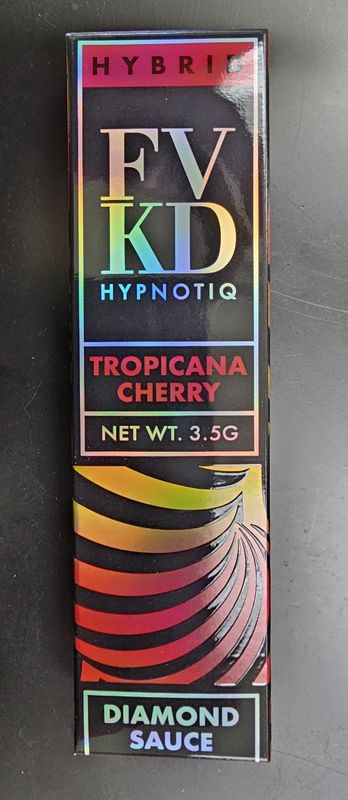 HYBRID
FV
KD
HYPNOTIQ
TROPICANA
CHERRY
NET WT. 3.5G
DIAMOND
SAUCE